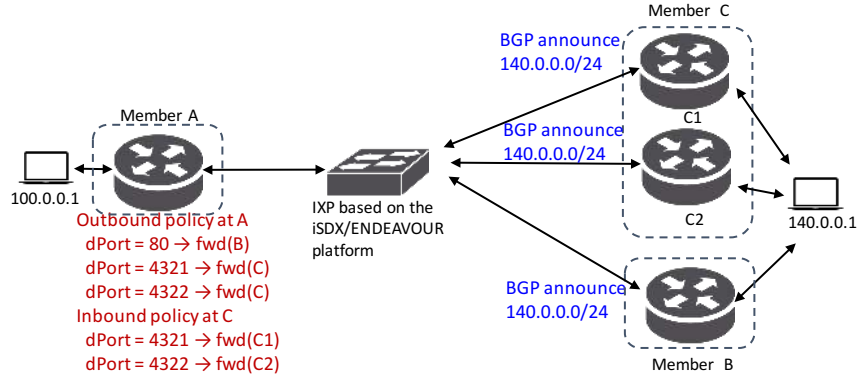 Member C
BGP announce
140.0.0.0/24
C1
Member A
BGP announce
140.0.0.0/24
100.0.0.1
IXP based on the
iSDX/ENDEAVOUR
platform
C2
140.0.0.1
Outbound policy at A
dPort = 80 → fwd(B)
dPort = 4321 → fwd(C)
dPort = 4322 → fwd(C)
Inbound policy at C
dPort = 4321 → fwd(C1)
dPort = 4322 → fwd(C2)
BGP announce
140.0.0.0/24
Member B